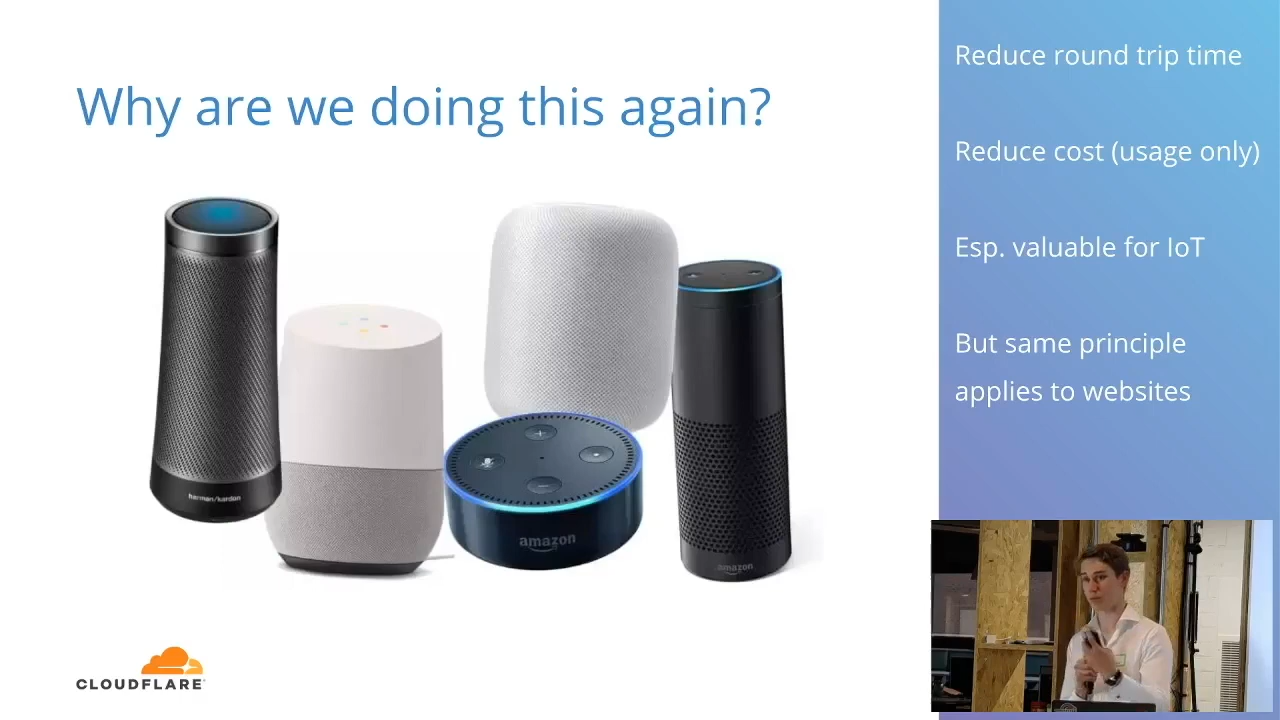 Why are we doing this again?
harman/kardon
amazon
amazon
CLOUDFLARE
Reduce round trip time
Reduce cost (usage only)
Esp. valuable for IoT
But same principle
applies to websites